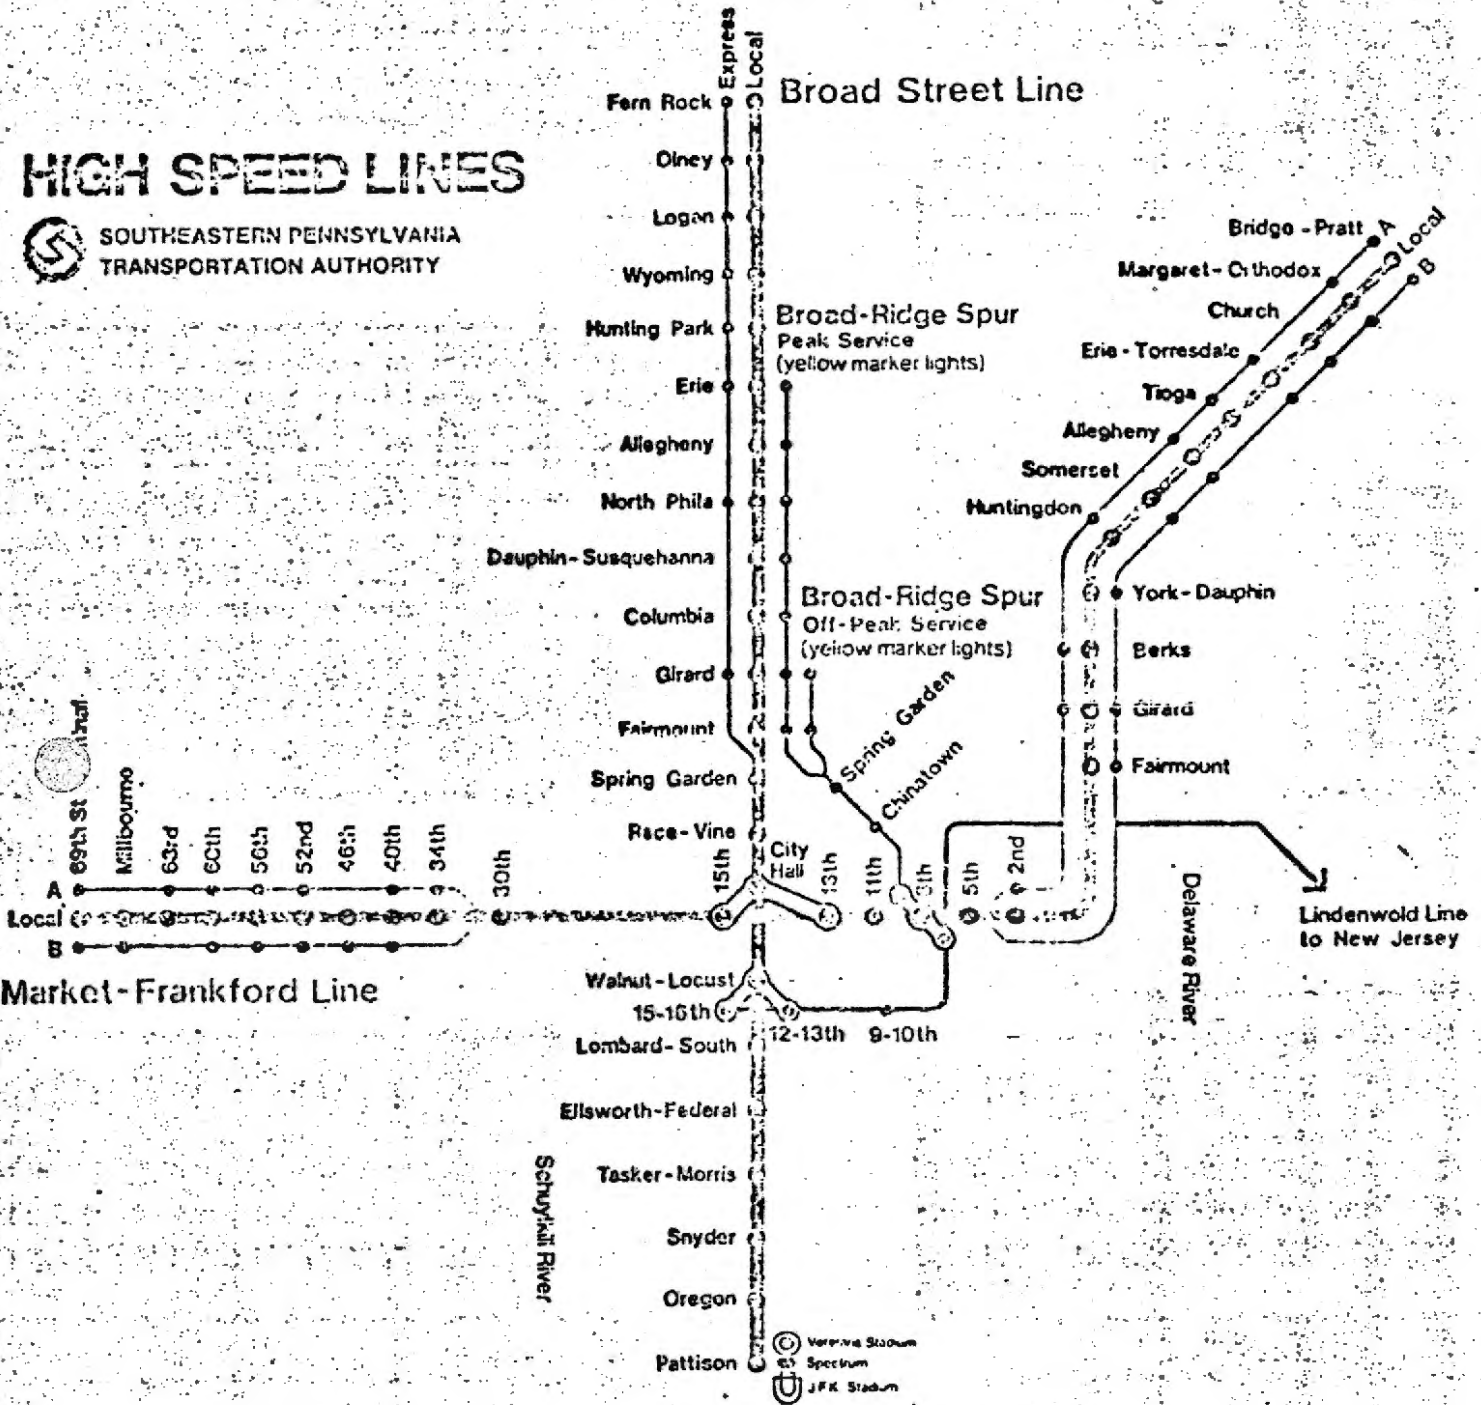 Express
Local
Broad Street Line
Fern Rock
Olney
Logan
Wyoming
Hunting Park
Erie
Allegheny
North Phila
Dauphin-Susquehanna
Columbia
Girard
Fairmount
Spring Garden
Race-Vine
City
Hall
Walnut-Locust
15-16th
12-13th
9-10th
Lombard-South
Ellsworth-Federal
Tasker-Morris
Snyder
Oregon
Pattison
Stadium
Spectrum
J.F.K. Stadium
HIGH SPEED LINES
SOUTHEASTERN PENNSYLVANIA
TRANSPORTATION AUTHORITY
Broad-Ridge Spur
Peak Service
(yellow marker lights)
Broad-Ridge Spur
Off-Peak Service
(yellow marker lights)
Spring Garden
Chinatown
Bridge-Pratt
A
Local
B
Margaret-Orthodox
Church
Erie-Torresdale
Tioga
Allegheny
Somerset
Huntingdon
York-Dauphin
Berks
Girard
Fairmount
69th St
Millbourne
63rd
60th
56th
52nd
46th
40th
34th
30th
15th
13th
11th
8th
5th
2nd
A
Local
B
Market-Frankford Line
Schuylkill River
Delaware River
Lindenwold Line
to New Jersey